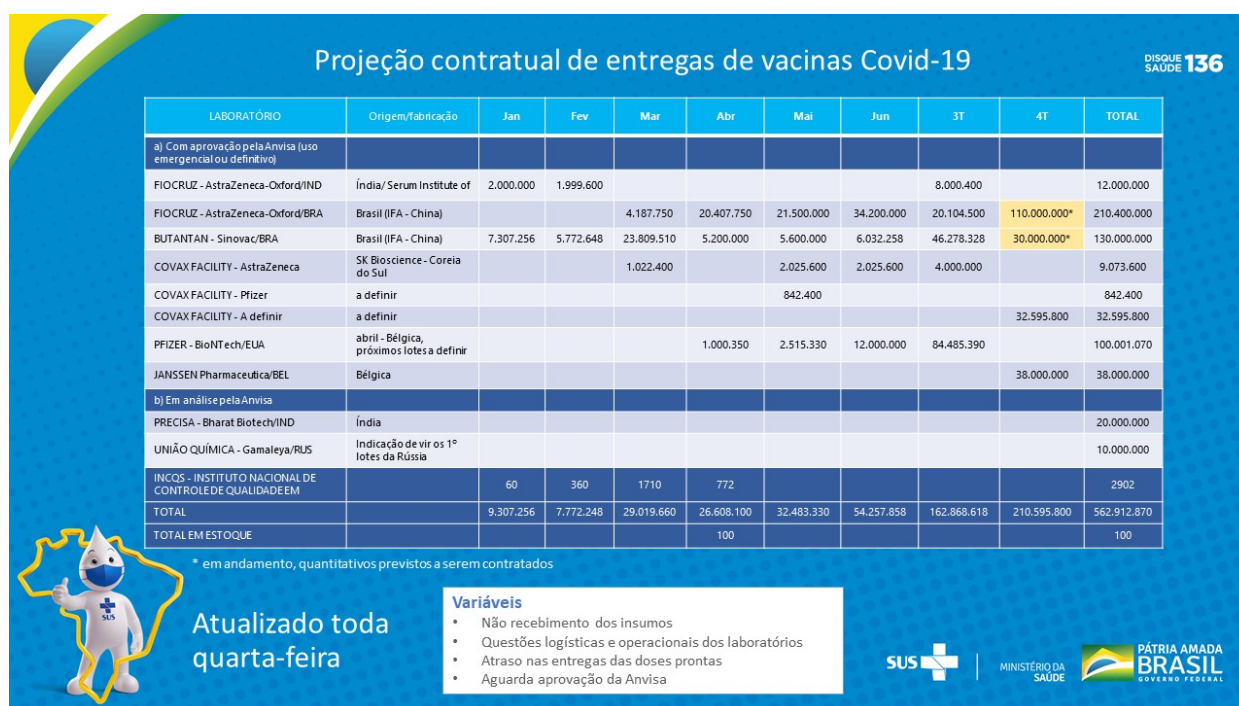 Projeção contratual de entregas de vacinas Covid-19
DISQUE SAÚDE 136
LABORATÓRIO Origem/fabricação Jan Fev Mar Abr Mai Jun 3T 4T TOTAL
a) Com aprovação pela Anvisa (uso
emergencial ou definitivo)
FIOCRUZ - AstraZeneca-Oxford/IND Índia/ Serum Institute of 2.000.000 1.999.600 8.000.400 12.000.000
FIOCRUZ - AstraZeneca-Oxford/BRA Brasil (IFA - China) 4.187.750 20.407.750 21.500.000 34.200.000 20.104.500 110.000.000* 210.400.000
BUTANTAN - Sinovac/BRA Brasil (IFA - China) 7.307.256 5.772.648 23.809.510 5.200.000 5.600.000 6.032.258 46.278.328 30.000.000* 130.000.000
COVAX FACILITY - AstraZeneca SK Bioscience - Coreia do Sul 1.022.400 2.025.600 2.025.600 4.000.000 9.073.600
COVAX FACILITY - Pfizer a definir 842.400 842.400
COVAX FACILITY - A definir a definir 32.595.800 32.595.800
PFIZER - BioNTech/EUA abril - Bélgica, próximos lotes a definir 1.000.350 2.515.330 12.000.000 84.485.390 100.001.070
JANSSEN Pharmaceutica/BEL Bélgica 38.000.000 38.000.000
b) Em análise pela Anvisa
PRECISA - Bharat Biotech/IND Índia 20.000.000
UNIÃO QUÍMICA - Gamaleya/RUS Indicação de vir os 1º lotes da Rússia 10.000.000
INCQS - INSTITUTO NACIONAL DE
CONTROLE DE QUALIDADE EM 60 360 1710 772 2902
TOTAL 9.307.256 7.772.248 29.019.660 26.608.100 32.483.330 54.257.858 162.868.618 210.595.800 562.912.870
TOTAL EM ESTOQUE 100 100
* em andamento, quantitativos previstos a serem contratados
Atualizado toda
quarta-feira
Variáveis
• Não recebimento dos insumos
• Questões logísticas e operacionais dos laboratórios
• Atraso nas entregas das doses prontas
• Aguarda aprovação da Anvisa
SUS
SUS
MINISTÉRIO DA
SAÚDE
PÁTRIA AMADA
BRASIL
GOVERNO FEDERAL